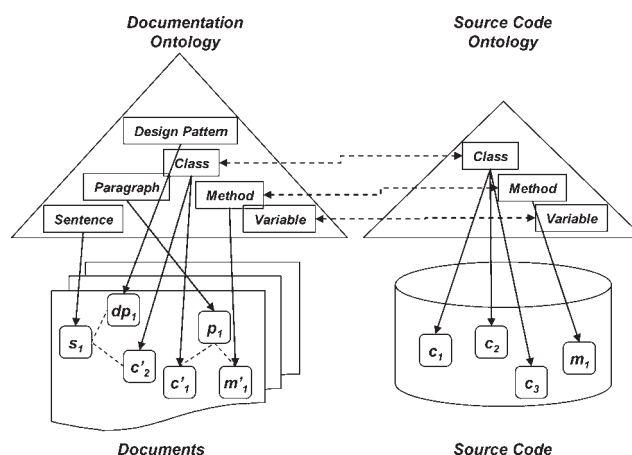 Documentation
Ontology
Source Code
Ontology
Design Pattern
Class
Paragraph
Method
Sentence
Variable
Class
Method
Variable
dp1
s1
p1
c'2
c'1
m'1
c1
c2
m1
c3
Documents
Source Code